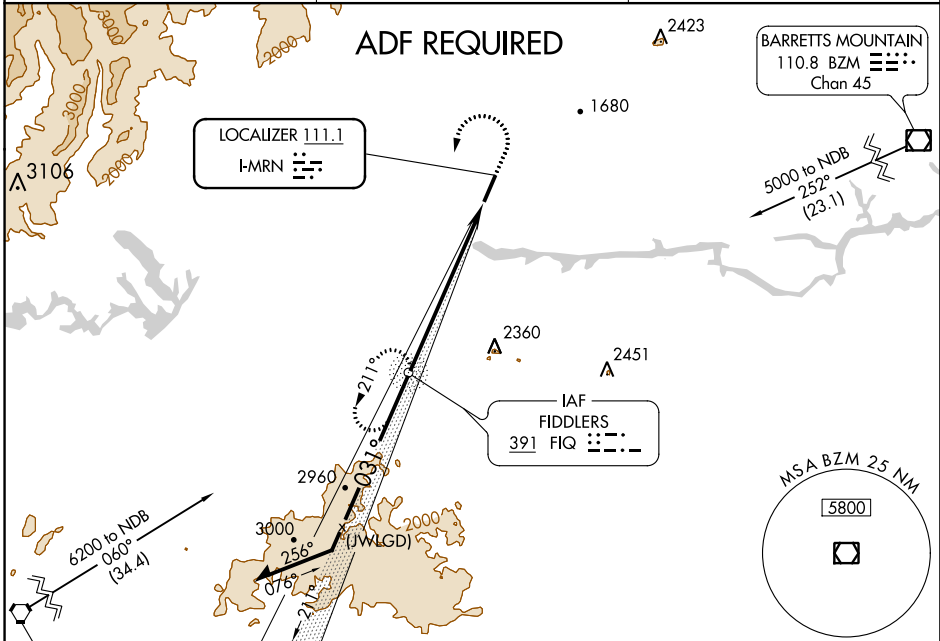 ADF REQUIRED
2423
BARRETTS MOUNTAIN
110.8 BZM
Chan 45
2000
3000
2000
1680
LOCALIZER 111.1
I-MRN
3106
5000 to NDB
252°
(23.1)
2360
2451
211°
IAF
FIDDLERS
391 FIQ
031°
2960
3000
2000
(JWLGD)
256°
076°
211°
6200 to NDB
060°
(34.4)
MSA BZM 25 NM
5800